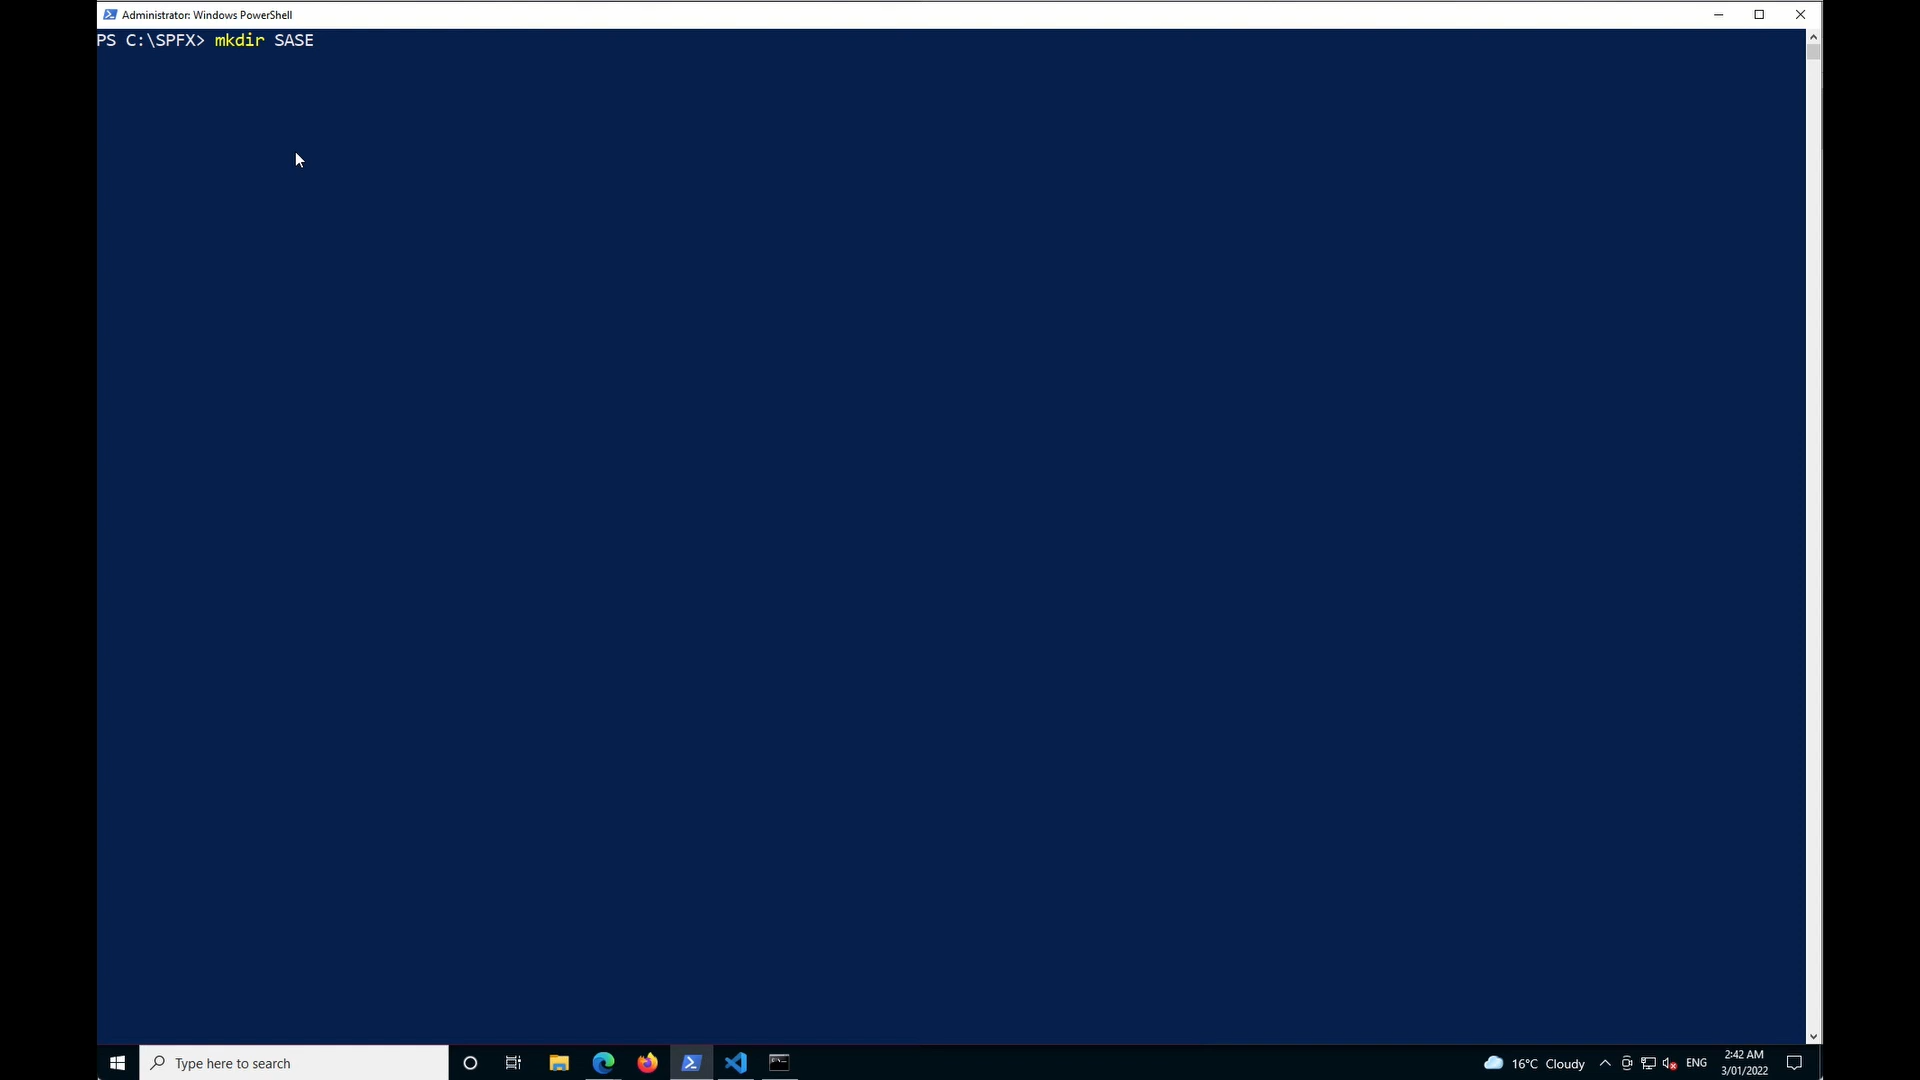 Administrator: Windows PowerShell
PS C:\SPFX> mkdir SASE
Type here to search
16°C Cloudy
ENG
2:42 AM
3/01/2022